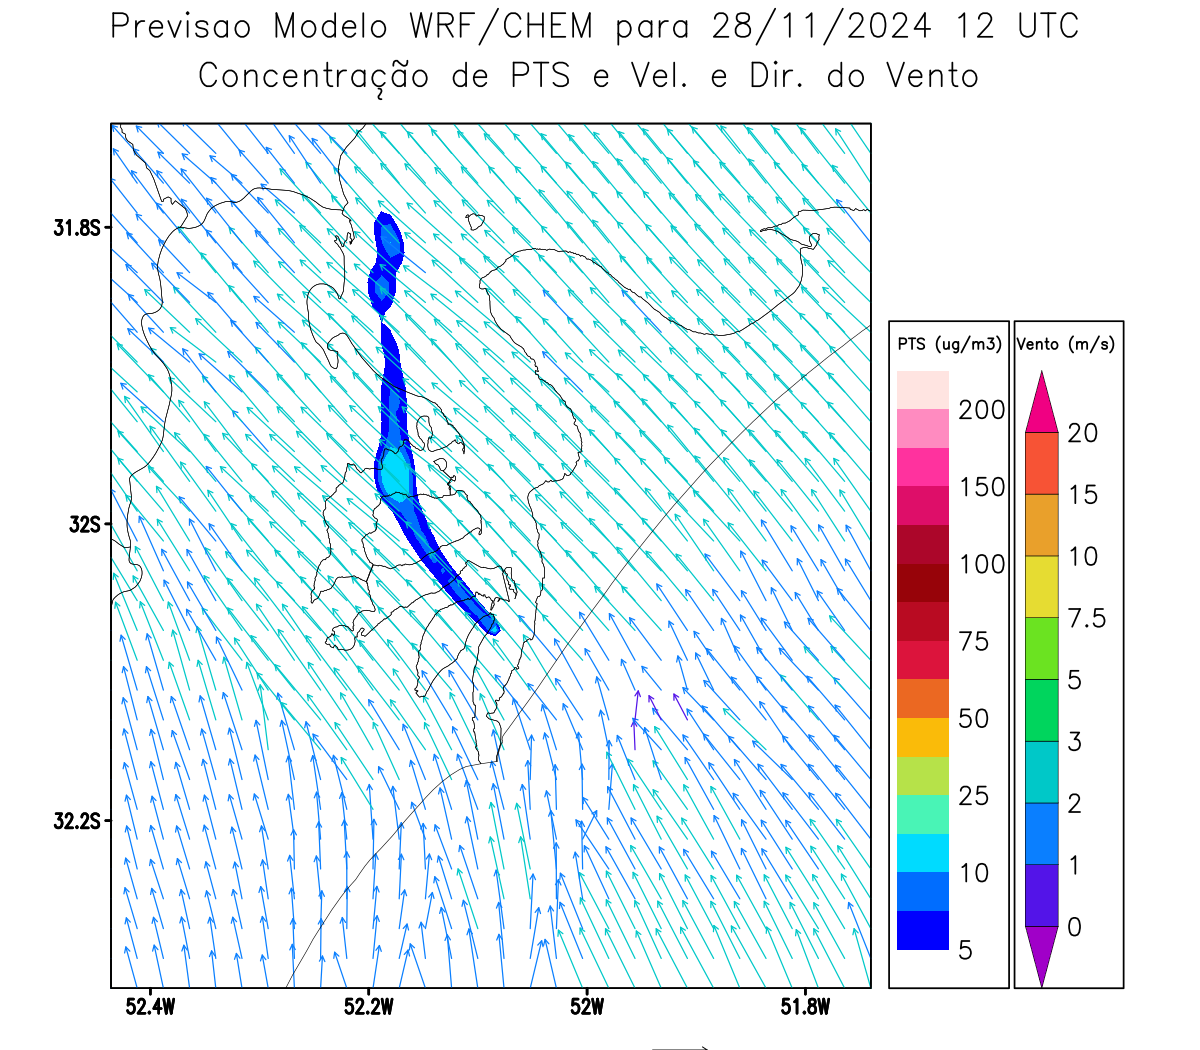 Previsao Modelo WRF/CHEM para 28/11/2024 12 UTC
Concentração de PTS e Vel. e Dir. do Vento
31.8S
32S
32.2S
52.4W
52.2W
52W
51.8W
PTS (ug/m3)
200
150
100
75
50
25
10
5
Vento (m/s)
20
15
10
7.5
5
3
2
1
0